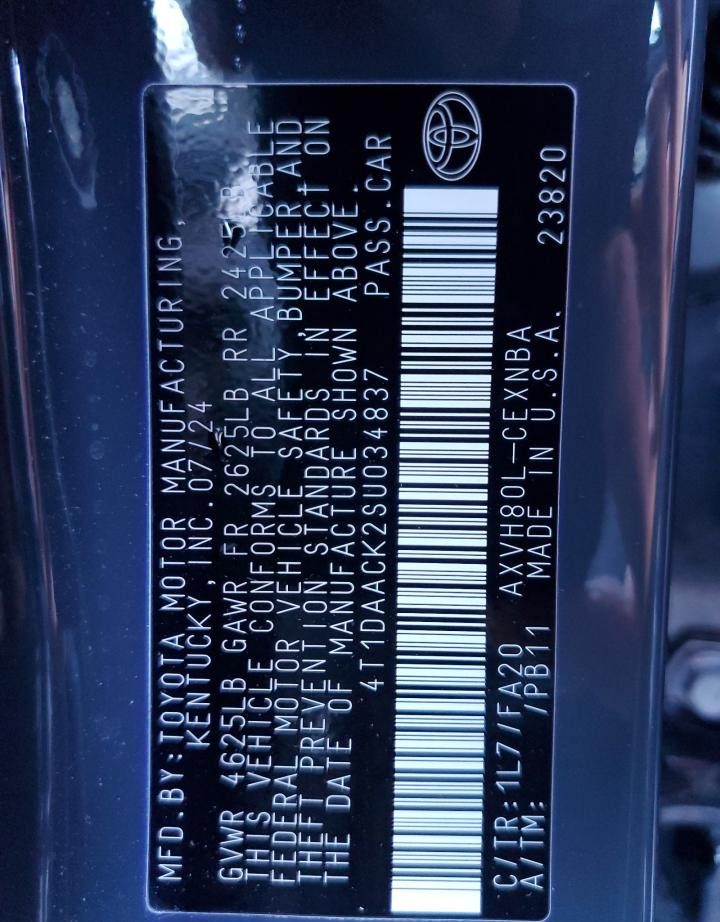 MFD.BY:TOYOTA MOTOR MANUFACTURING,
KENTUCKY,INC.07/24
GVWR 4625LB GAWR FR 2625LB RR 2425LB
THIS VEHICLE CONFORMS TO ALL APPLICABLE
FEDERAL MOTOR VEHICLE SAFETY,BUMPER,AND
THEFT PREVENTION STANDARDS IN EFFECT ON
THE DATE OF MANUFACTURE SHOWN ABOVE.
4T1DAACK2SU034837 PASS.CAR
C/TR:1L7/FA20 AXVH80L-CEXNBA 23820
A/TM: /PB11 MADE IN U.S.A.